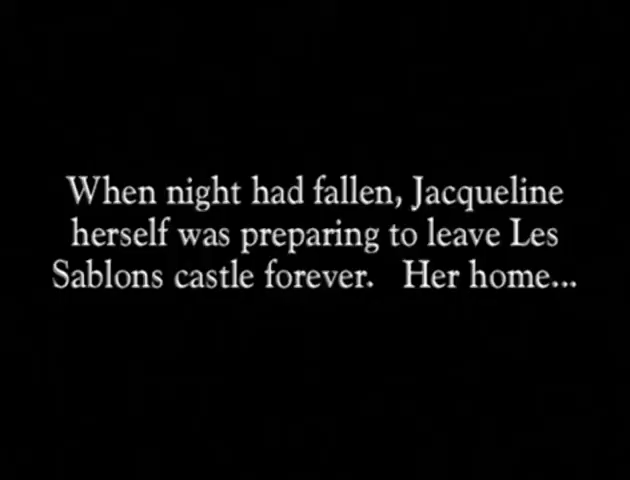 When night had fallen, Jacqueline
herself was preparing to leave Les
Sablons castle forever.   Her home...